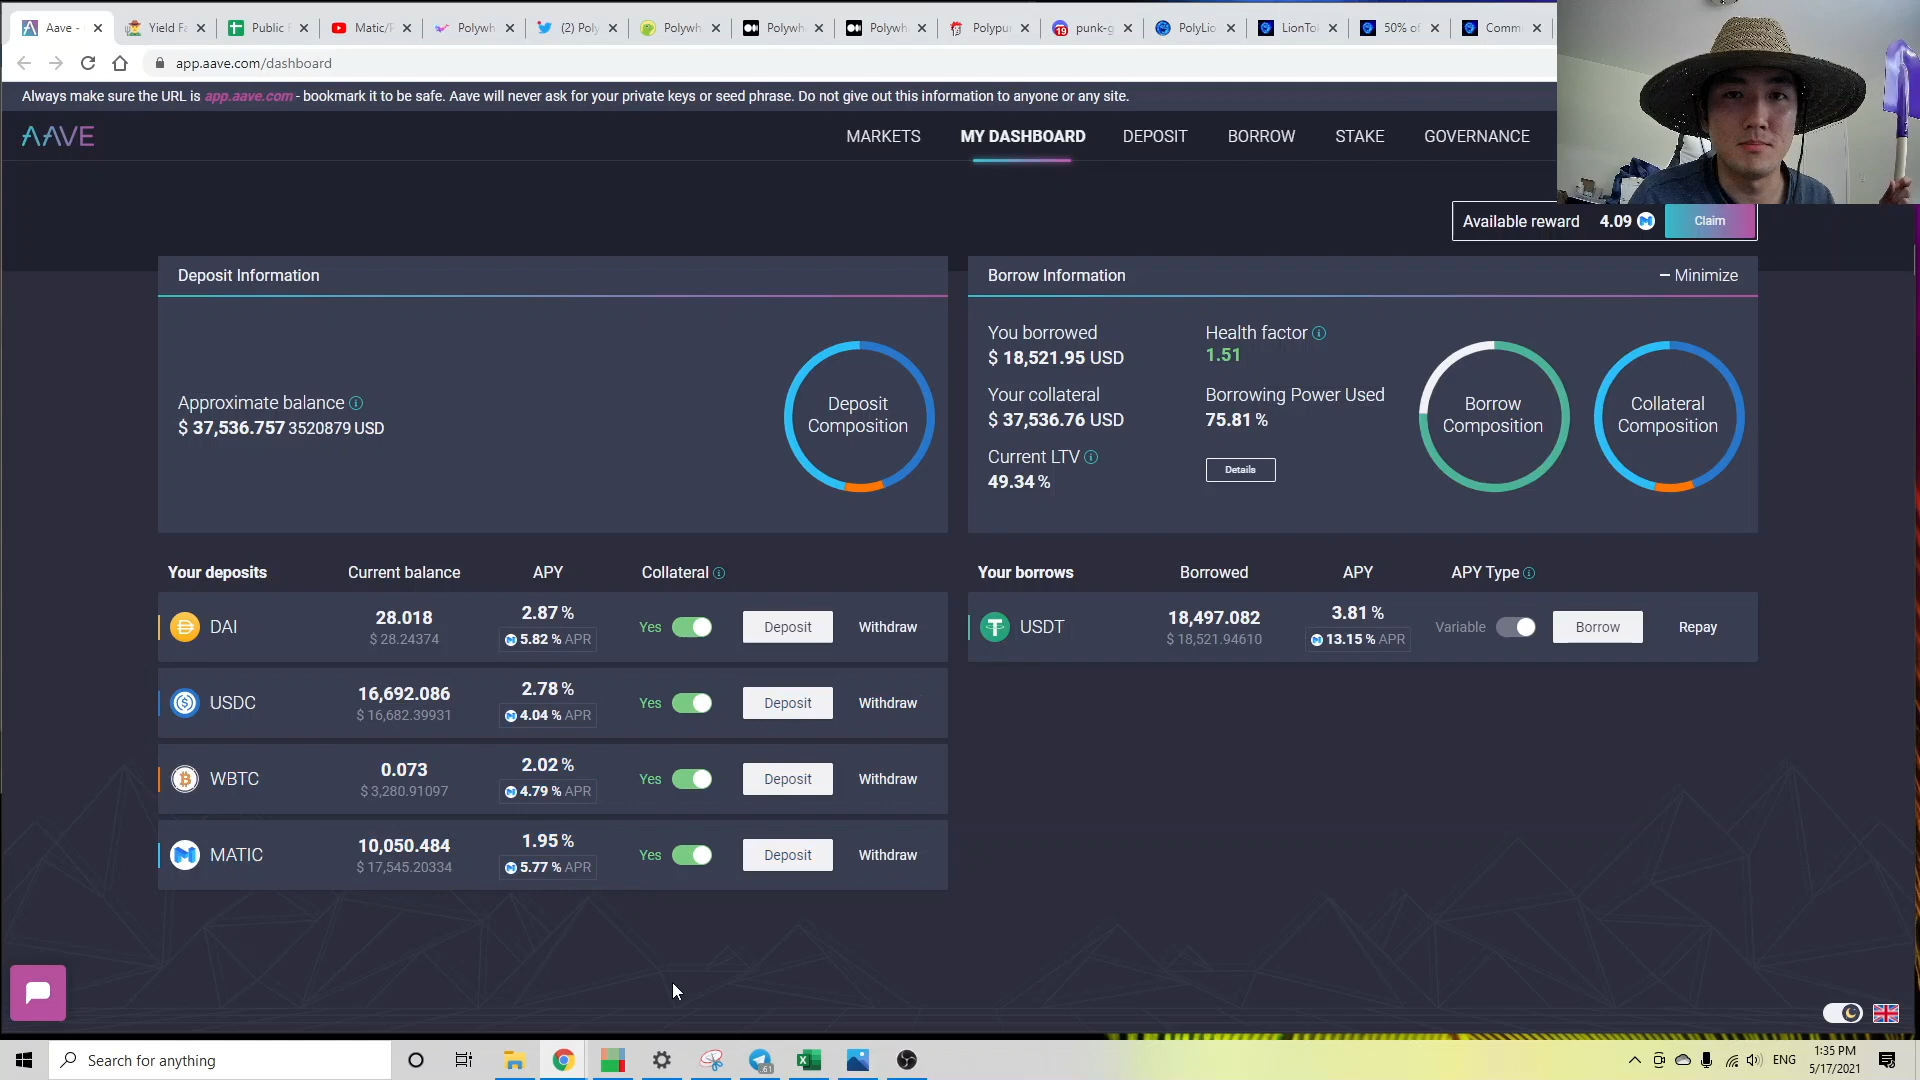 Aave - Yield Fa Public F Matic/P Polywh (2) Poly Polywh Polywh Polywh Polypu 19 punk-g PolyLio LionTok 50% of Commu
app.aave.com/dashboard
Always make sure the URL is app.aave.com - bookmark it to be safe. Aave will never ask for your private keys or seed phrase. Do not give out this information to anyone or any site.
AAVE MARKETS MY DASHBOARD DEPOSIT BORROW STAKE GOVERNANCE
Available reward 4.09 Claim
Deposit Information
Approximate balance
$ 37,536.757 3520879 USD
Deposit
Composition
Borrow Information Minimize
You borrowed
$ 18,521.95 USD
Your collateral
$ 37,536.76 USD
Current LTV
49.34 %
Health factor
1.51
Borrowing Power Used
75.81 %
Details
Borrow
Composition
Collateral
Composition
Your deposits Current balance APY Collateral
DAI 28.018 2.87 % Yes Deposit Withdraw
$ 28.24374 5.82 % APR
USDC 16,692.086 2.78 % Yes Deposit Withdraw
$ 16,682.39931 4.04 % APR
WBTC 0.073 2.02 % Yes Deposit Withdraw
$ 3,280.91097 4.79 % APR
MATIC 10,050.484 1.95 % Yes Deposit Withdraw
$ 17,545.20334 5.77 % APR
Your borrows Borrowed APY APY Type
USDT 18,497.082 3.81 % Variable Borrow Repay
$ 18,521.94610 13.15 % APR
Search for anything
61
ENG
1:35 PM
5/17/2021